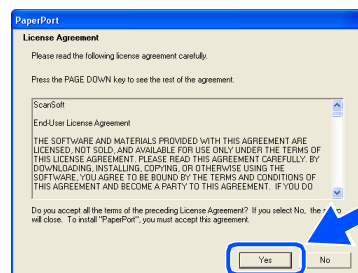 PaperPort
License Agreement
Please read the following license agreement carefully.
Press the PAGE DOWN key to see the rest of the agreement.
ScanSoft
End-User License Agreement
THE SOFTWARE AND MATERIALS PROVIDED WITH THIS AGREEMENT ARE
LICENSED, NOT SOLD, AND AVAILABLE FOR USE ONLY UNDER THE TERMS OF
THIS LICENSE AGREEMENT. PLEASE READ THIS AGREEMENT CAREFULLY. BY
DOWNLOADING, INSTALLING, COPYING, OR OTHERWISE USING THE
SOFTWARE, YOU AGREE TO BE BOUND BY THE TERMS AND CONDITIONS OF
THIS AGREEMENT AND BECOME A PARTY TO THIS AGREEMENT. IF YOU DO
Do you accept all the terms of the preceding License Agreement? If you select No, the
will close. To install "PaperPort", you must accept this agreement.
Yes
No